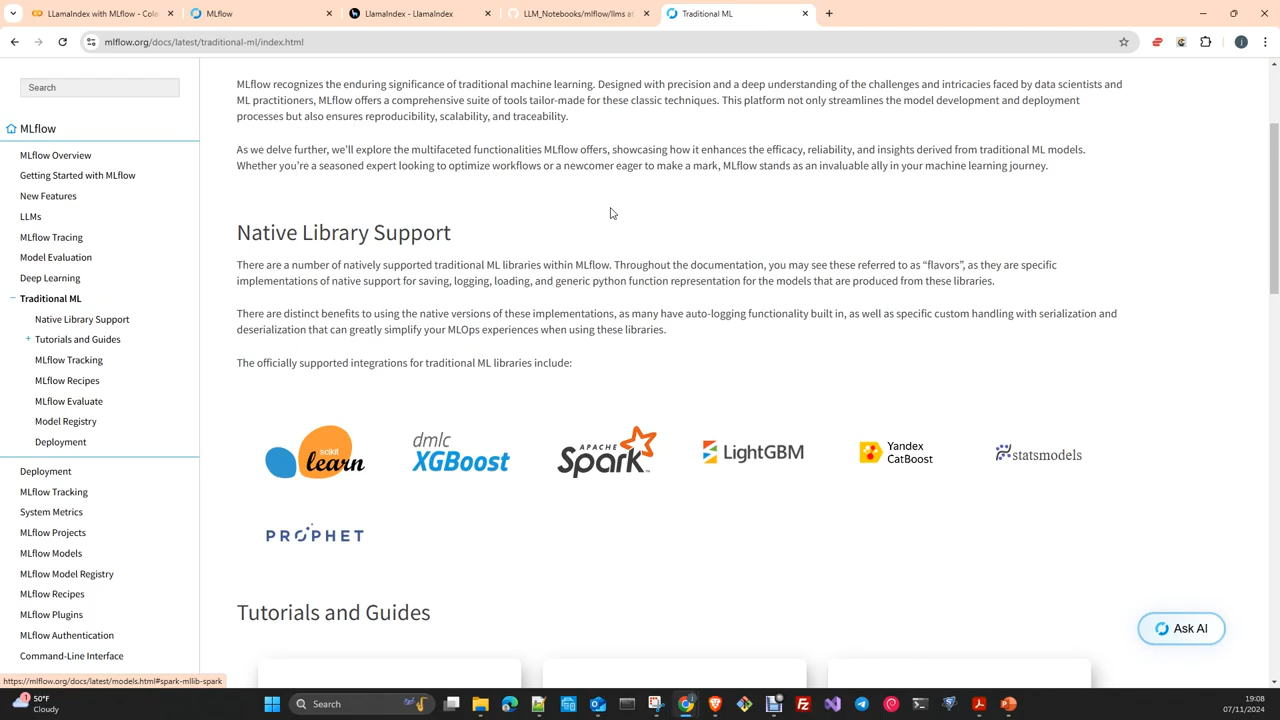 LLamaIndex with MLflow - Cola
MLflow
LlamaIndex - LlamaIndex
LLM_Notebooks/mlflow/llms at
Traditional ML
mlflow.org/docs/latest/traditional-ml/index.html
Search
MLflow
MLflow Overview
Getting Started with MLflow
New Features
LLMs
MLflow Tracing
Model Evaluation
Deep Learning
Traditional ML
Native Library Support
Tutorials and Guides
MLflow Tracking
MLflow Recipes
MLflow Evaluate
Model Registry
Deployment
Deployment
MLflow Tracking
System Metrics
MLflow Projects
MLflow Models
MLflow Model Registry
MLflow Recipes
MLflow Plugins
MLflow Authentication
Command-Line Interface
MLflow recognizes the enduring significance of traditional machine learning. Designed with precision and a deep understanding of the challenges and intricacies faced by data scientists and
ML practitioners, MLflow offers a comprehensive suite of tools tailor-made for these classic techniques. This platform not only streamlines the model development and deployment
processes but also ensures reproducibility, scalability, and traceability.
As we delve further, we'll explore the multifaceted functionalities MLflow offers, showcasing how it enhances the efficacy, reliability, and insights derived from traditional ML models.
Whether you're a seasoned expert looking to optimize workflows or a newcomer eager to make a mark, MLflow stands as an invaluable ally in your machine learning journey.
Native Library Support
There are a number of natively supported traditional ML libraries within MLflow. Throughout the documentation, you may see these referred to as “flavors”, as they are specific
implementations of native support for saving, logging, loading, and generic python function representation for the models that are produced from these libraries.
There are distinct benefits to using the native versions of these implementations, as many have auto-logging functionality built in, as well as specific custom handling with serialization and
deserialization that can greatly simplify your MLOps experiences when using these libraries.
The officially supported integrations for traditional ML libraries include:
scikit
learn
dmlc
XGBoost
APACHE
Spark
LightGBM
Yandex
CatBoost
statsmodels
PROPHET
Tutorials and Guides
Ask AI
https://mlflow.org/docs/latest/models.html#spark-mllib-spark
1
50°F
Cloudy
Search
19:08
07/11/2024